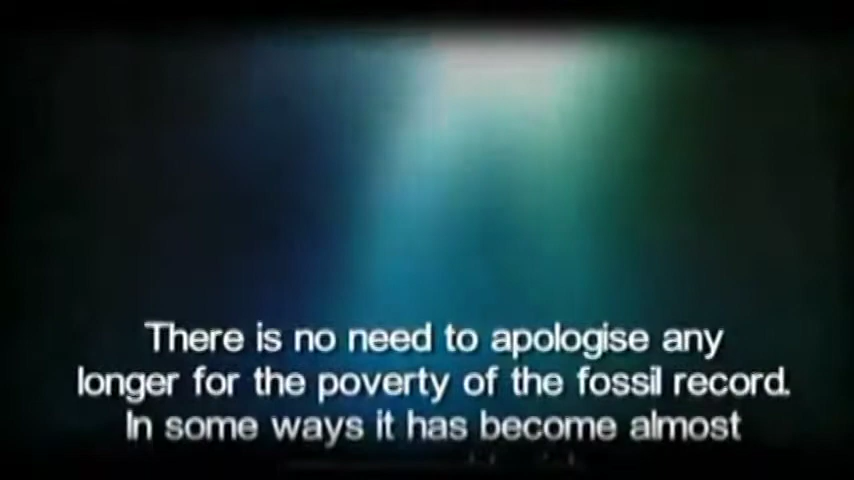 There is no need to apologise any
longer for the poverty of the fossil record.
In some ways it has become almost